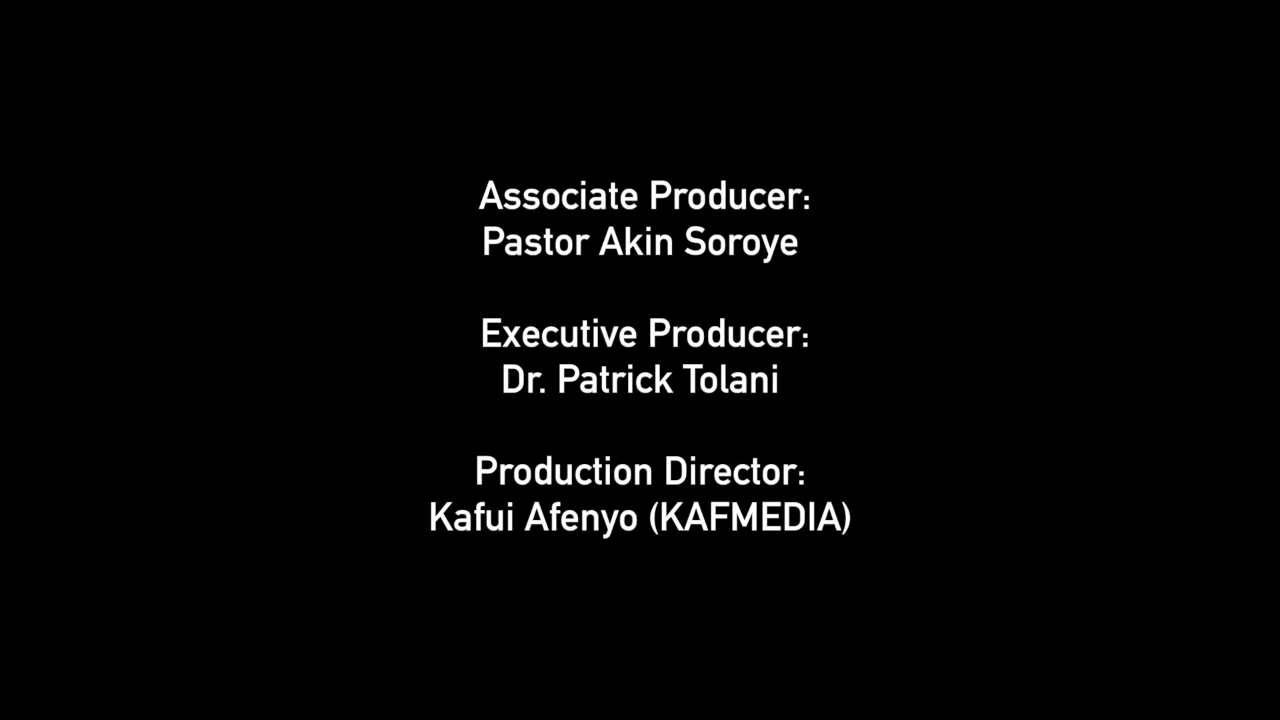 Associate Producer:
Pastor Akin Soroye
Executive Producer:
Dr. Patrick Tolani
Production Director:
Kafui Afenyo (KAFMEDIA)